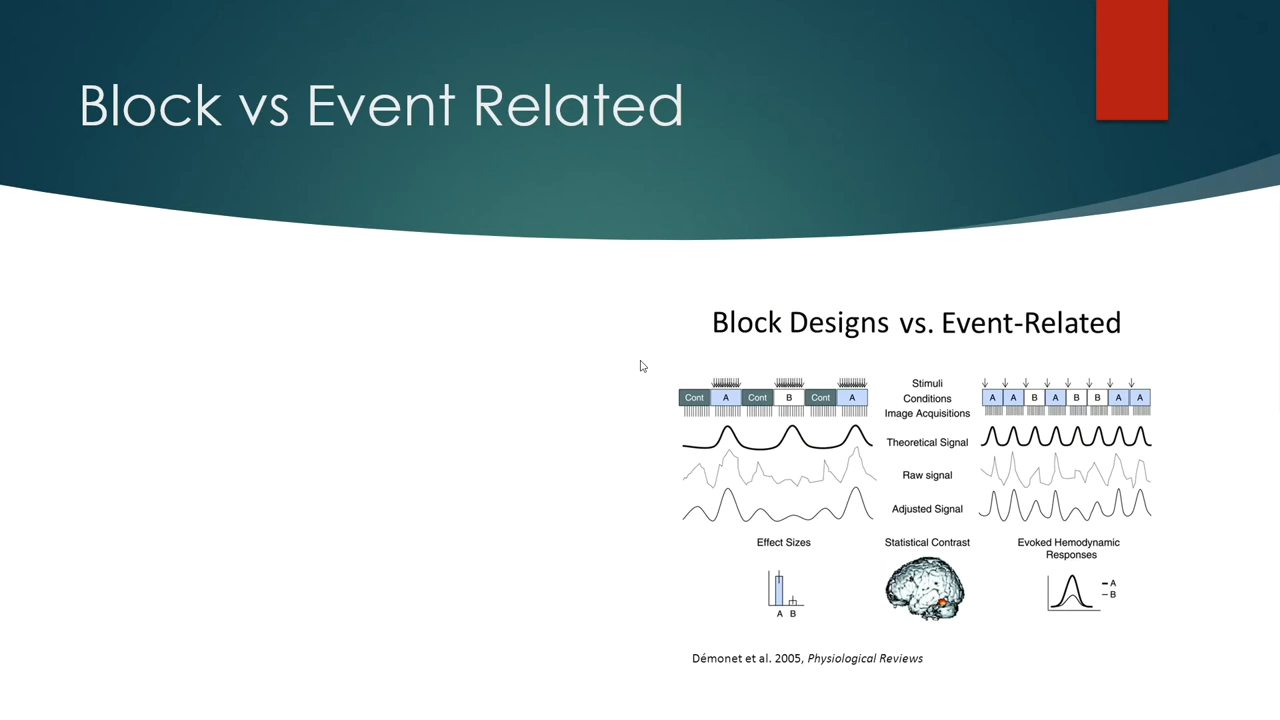 Block vs Event Related
Block Designs vs. Event-Related
Stimuli
Cont A Cont B Cont A
Conditions
A A B A B B A A
Image Acquisitions
Theoretical Signal
Raw signal
Adjusted Signal
Effect Sizes
A B
Statistical Contrast
Evoked Hemodynamic
Responses
A
B
Démonet et al. 2005, Physiological Reviews